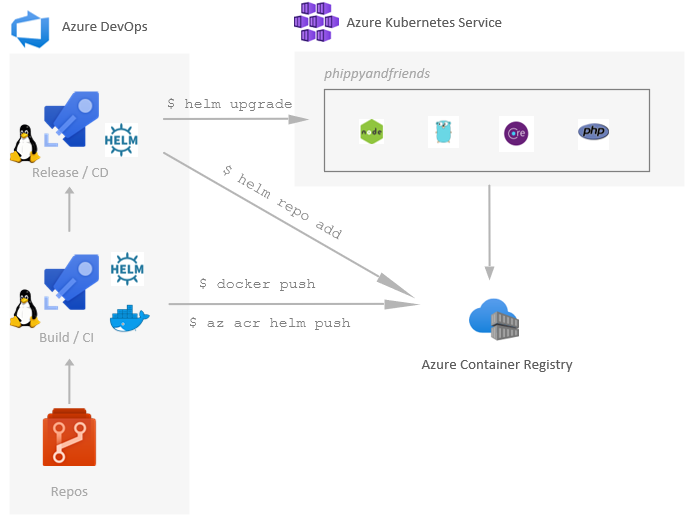 Azure DevOps
Azure Kubernetes Service
phippyandfriends
$ helm upgrade
node
Core
php
HELM
Release / CD
$ helm repo add
HELM
$ docker push
$ az acr helm push
Build / CI
Azure Container Registry
Repos